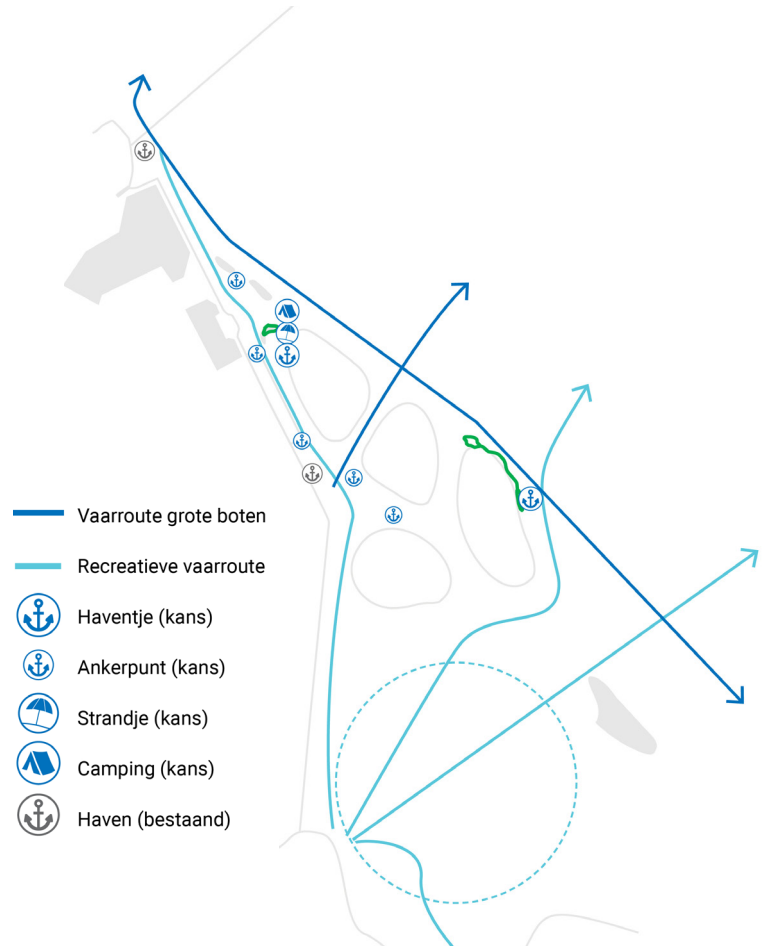 Vaarroute grote boten
Recreatieve vaarroute
Haventje (kans)
Ankerpunt (kans)
Strandje (kans)
Camping (kans)
Haven (bestaand)